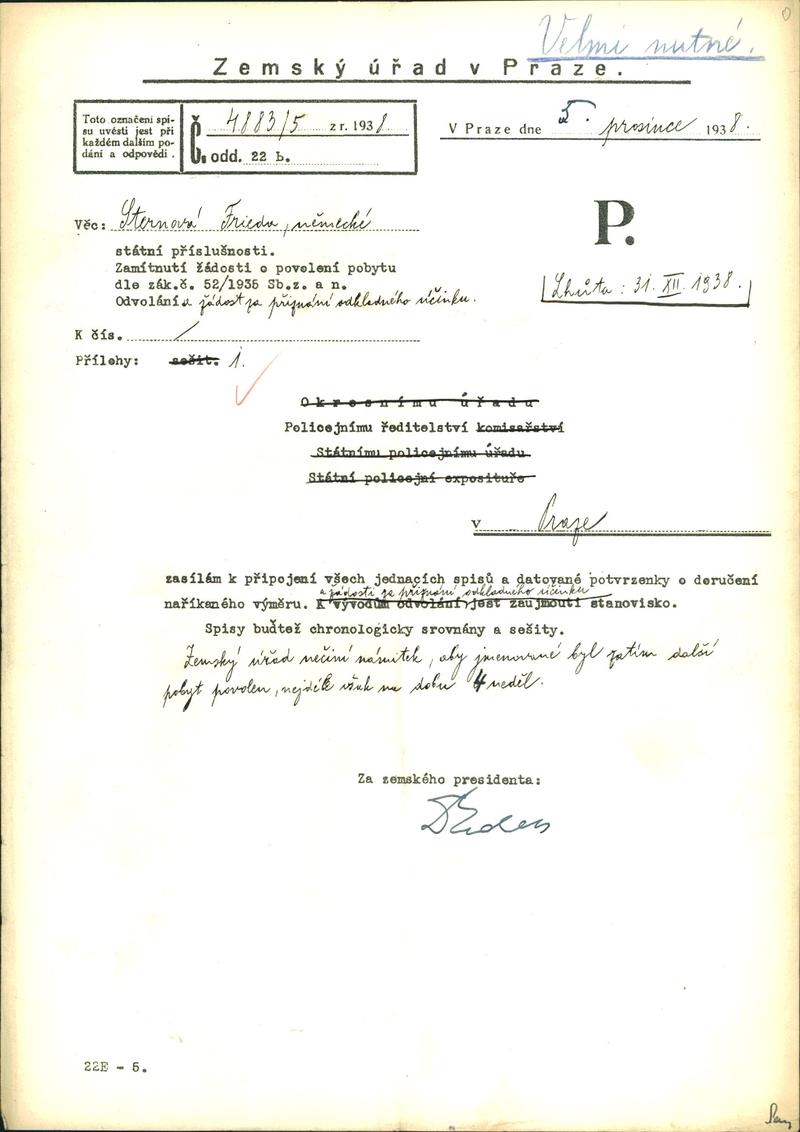 Velmi nutné.
Zemský úřad v Praze.
Toto označení spi-
su uvésti jest při
každém dalším po-
dání a odpovědi.
Č. 4883/5 z r. 1938
odd. 22 b.
V Praze dne 5. prosince 1938.
Věc: Sternová Frieda, německé
státní příslušnosti.
Zamítnutí žádosti o povolení pobytu
dle zák.č. 52/1935 Sb.z. a n.
Odvolání a žádost za přiznání odkladného účinku.
P.
Lhůta: 31. XII. 1938.
K čís. /
Přílohy: sešit. 1.
Okresnímu úřadu
Policejnímu ředitelství komisařství
Státnímu policejnímu úřadu
Státní policejní exposituře
v Praze
zasílám k připojení všech jednacích spisů a datované potvrzenky o doručení
a žádosti za přiznání odkladného účinku
naříkaného výměru. K vývodům odvolání jest zaujmouti stanovisko.
Spisy buďtež chronologicky srovnány a sešity.
Zemský úřad nečiní námitek, aby jmenované byl zatím další
pobyt povolen, nejdéle však na dobu 4 neděl.
Za zemského presidenta:
22E - 5.